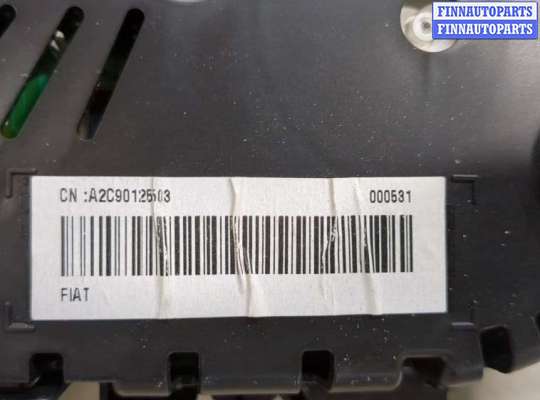 FINNAUTOPARTS
FINNAUTOPARTS
CN :A2C90126503 000531
FIAT